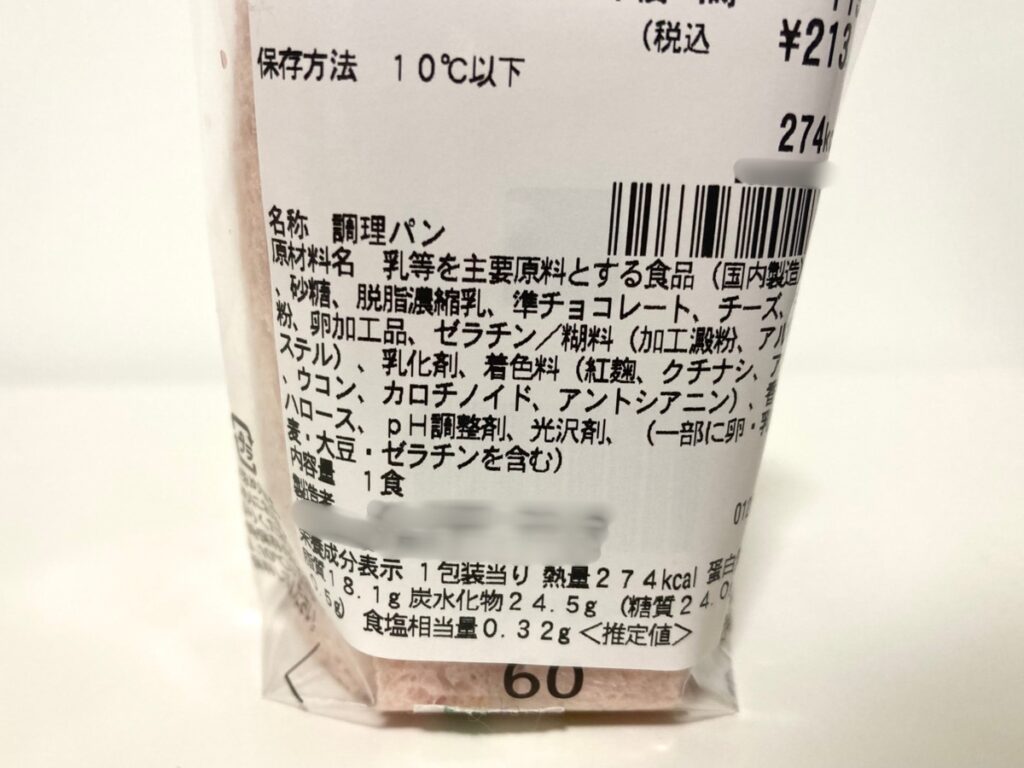 (税込
¥213
保存方法 10℃以下
274k
名称 調理パン
原材料名 乳等を主要原料とする食品(国内製造)
、砂糖、脱脂濃縮乳、準チョコレート、チーズ、
粉、卵加工品、ゼラチン/糊料(加工澱粉、アル
ステル)、乳化剤、着色料(紅麹、クチナシ、ア
、ウコン、カロチノイド、アントシアニン)、香
ハロース、pH調整剤、光沢剤、(一部に卵・乳
麦・大豆・ゼラチンを含む)
内容量 1食
製造者
栄養成分表示 1包装当り 熱量274kcal 蛋白
脂質18.1g 炭水化物24.5g (糖質24.0
.5g) 食塩相当量0.32g<推定値>
60